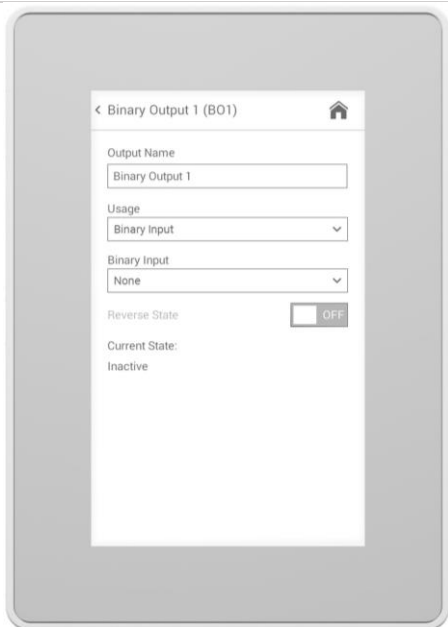 Binary Output 1 (BO1)
Output Name
Binary Output 1
Usage
Binary Input
Binary Input
None
Reverse State
OFF
Current State:
Inactive